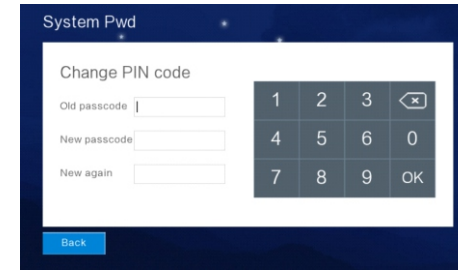 System Pwd
Change PIN code
Old passcode
New passcode
New again
1 2 3
4 5 6 0
7 8 9 OK
Back